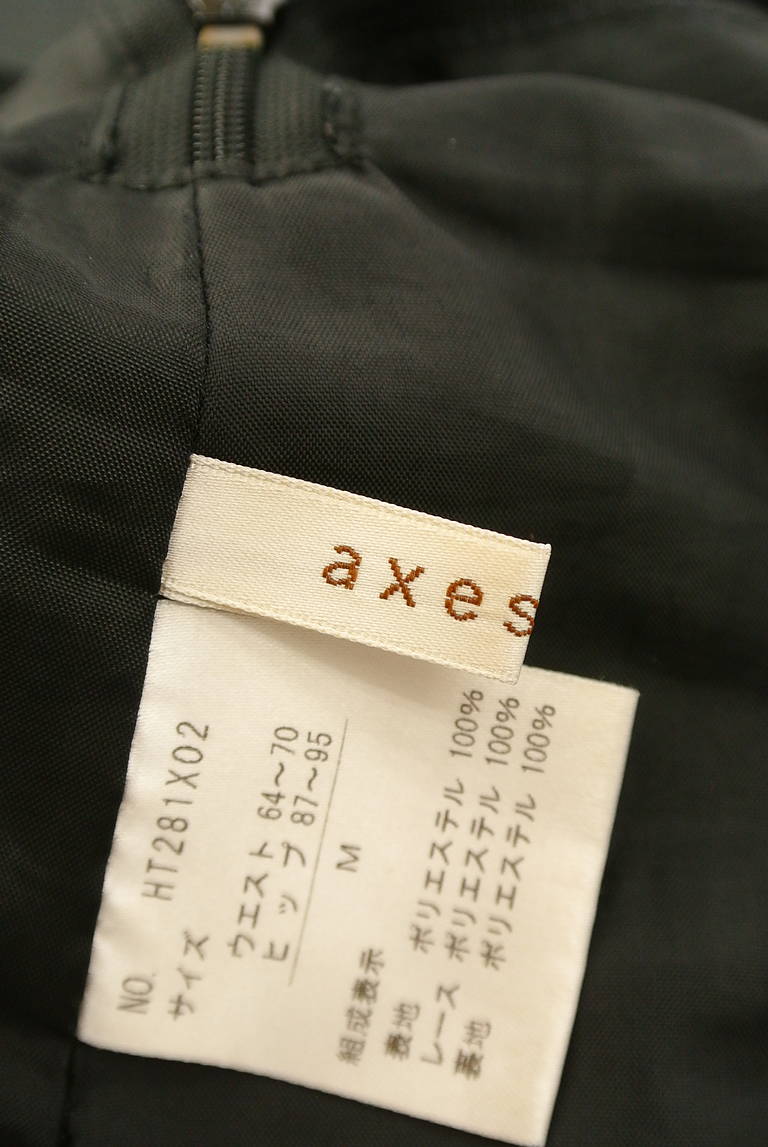 axes
NO. HT281X02
サイズ
ウエスト 64〜70
ヒップ 87〜95
M
組成表示
表地 ポリエステル 100%
レース ポリエステル 100%
裏地 ポリエステル 100%